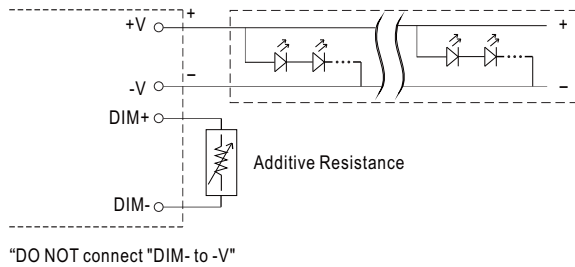 +V
+
+
-V
−
−
DIM+
Additive Resistance
DIM-
“DO NOT connect "DIM- to -V"